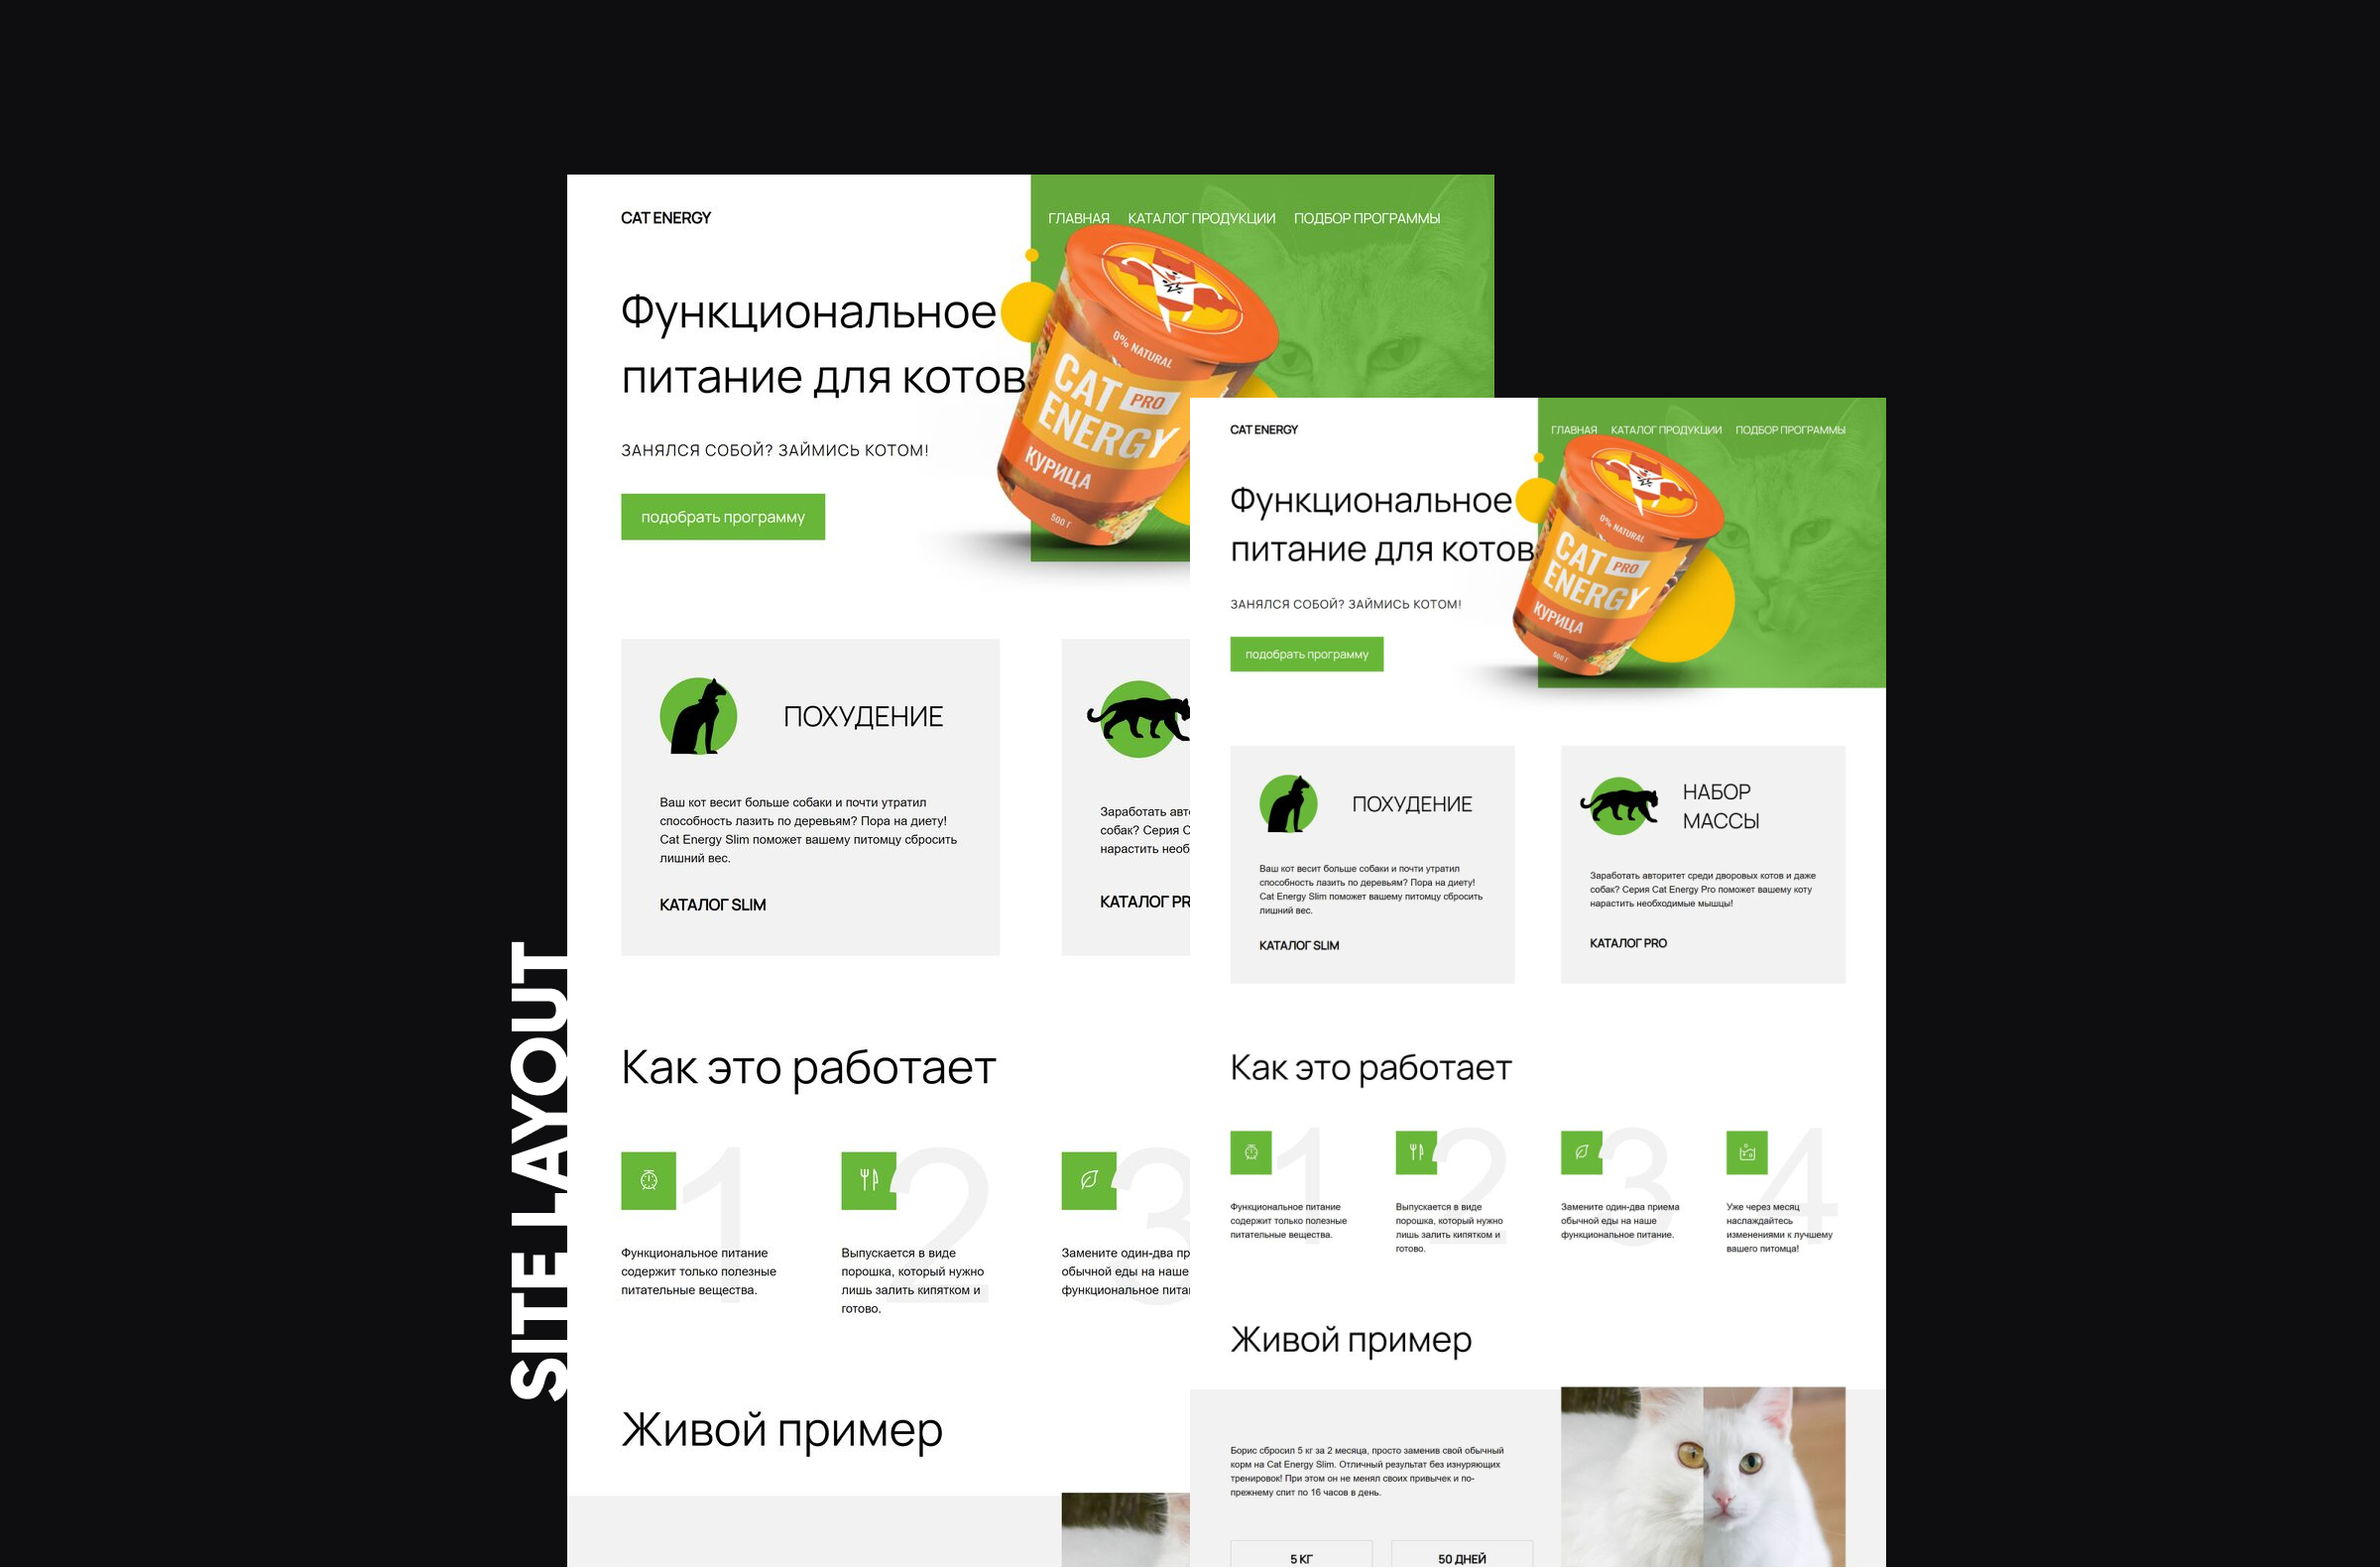 SITE LAYOUT
CAT ENERGY
ГЛАВНАЯ КАТАЛОГ ПРОДУКЦИИ ПОДБОР ПРОГРАММЫ
Функциональное
питание для котов
ЗАНЯЛСЯ СОБОЙ? ЗАЙМИСЬ КОТОМ!
подобрать программу
0% NATURAL
CAT PRO
ENERGY
КУРИЦА
500 Г
ПОХУДЕНИЕ
Ваш кот весит больше собаки и почти утратил
способность лазить по деревьям? Пора на диету!
Cat Energy Slim поможет вашему питомцу сбросить
лишний вес.
КАТАЛОГ SLIM
Заработать авт
собак? Серия C
нарастить необ
КАТАЛОГ PR
Как это работает
1
Функциональное питание
содержит только полезные
питательные вещества.
2
Выпускается в виде
порошка, который нужно
лишь залить кипятком и
готово.
3
Замените один-два пр
обычной еды на наше
функциональное пита
Живой пример
CAT ENERGY
ГЛАВНАЯ КАТАЛОГ ПРОДУКЦИИ ПОДБОР ПРОГРАММЫ
Функциональное
питание для котов
ЗАНЯЛСЯ СОБОЙ? ЗАЙМИСЬ КОТОМ!
подобрать программу
0% NATURAL
CAT PRO
ENERGY
КУРИЦА
500 Г
ПОХУДЕНИЕ
Ваш кот весит больше собаки и почти утратил
способность лазить по деревьям? Пора на диету!
Cat Energy Slim поможет вашему питомцу сбросить
лишний вес.
КАТАЛОГ SLIM
НАБОР
МАССЫ
Заработать авторитет среди дворовых котов и даже
собак? Серия Cat Energy Pro поможет вашему коту
нарастить необходимые мышцы!
КАТАЛОГ PRO
Как это работает
1
Функциональное питание
содержит только полезные
питательные вещества.
2
Выпускается в виде
порошка, который нужно
лишь залить кипятком и
готово.
3
Замените один-два приема
обычной еды на наше
функциональное питание.
4
Уже через месяц
наслаждайтесь
изменениями к лучшему
вашего питомца!
Живой пример
Борис сбросил 5 кг за 2 месяца, просто заменив свой обычный
корм на Cat Energy Slim. Отличный результат без изнуряющих
тренировок! При этом он не менял своих привычек и по-
прежнему спит по 16 часов в день.
5 КГ
50 ДНЕЙ